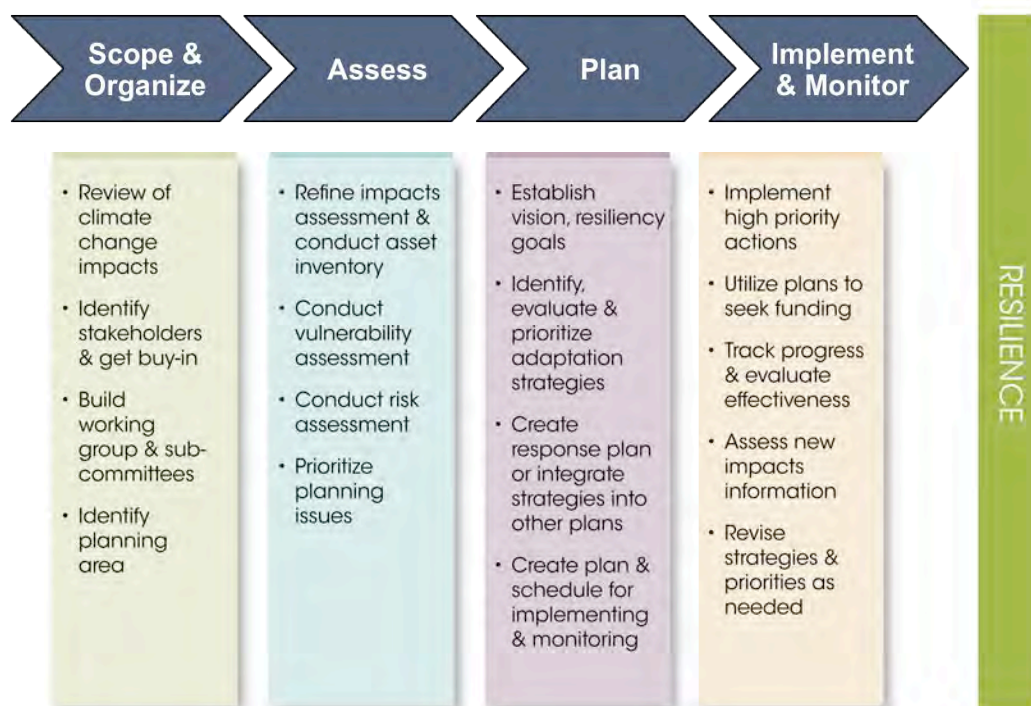 Scope &
Organize
Assess
Plan
Implement
& Monitor
• Review of
climate
change
impacts
• Identify
stakeholders
& get buy-in
• Build
working
group & sub-
committees
• Identify
planning
area
• Refine impacts
assessment &
conduct asset
inventory
• Conduct
vulnerability
assessment
• Conduct risk
assessment
• Prioritize
planning
issues
• Establish
vision, resiliency
goals
• Identify,
evaluate &
prioritize
adaptation
strategies
• Create
response plan
or integrate
strategies into
other plans
• Create plan &
schedule for
implementing
& monitoring
• Implement
high priority
actions
• Utilize plans to
seek funding
• Track progress
& evaluate
effectiveness
• Assess new
impacts
information
• Revise
strategies &
priorities as
needed
RESILIENCE